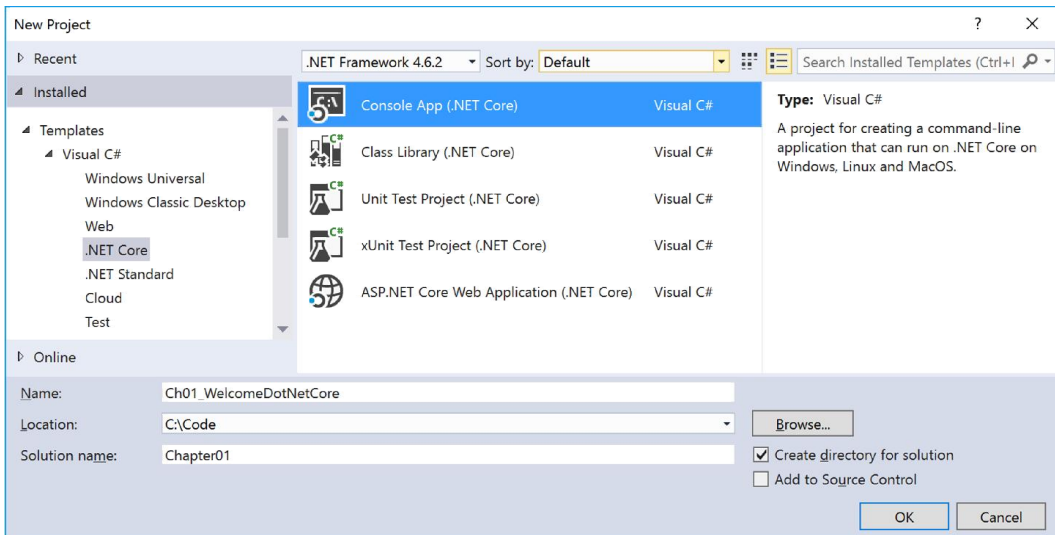 New Project
? ×
Recent
Installed
Templates
Visual C#
Windows Universal
Windows Classic Desktop
Web
.NET Core
.NET Standard
Cloud
Test
Online
.NET Framework 4.6.2 Sort by: Default
Search Installed Templates (Ctrl+
Console App (.NET Core) Visual C#
Class Library (.NET Core) Visual C#
Unit Test Project (.NET Core) Visual C#
xUnit Test Project (.NET Core) Visual C#
ASP.NET Core Web Application (.NET Core) Visual C#
Type: Visual C#
A project for creating a command-line
application that can run on .NET Core on
Windows, Linux and MacOS.
Name: Ch01_WelcomeDotNetCore
Location: C:\Code Browse...
Solution name: Chapter01
Create directory for solution
Add to Source Control
OK Cancel